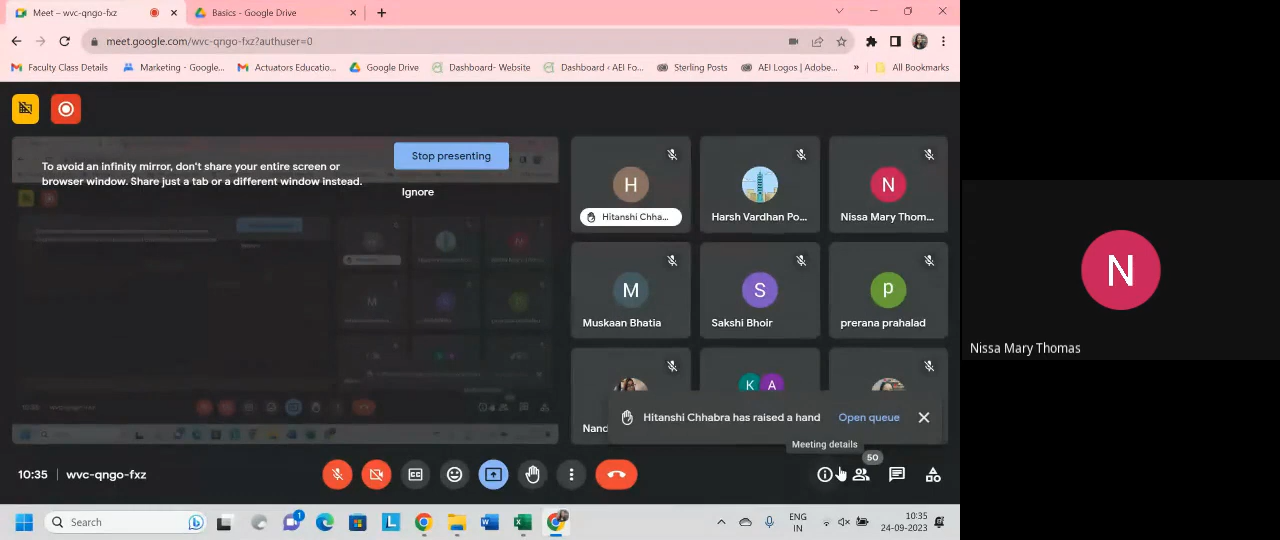 Meet – wvc-qngo-fxz
Basics - Google Drive
meet.google.com/wvc-qngo-fxz?authuser=0
Faculty Class Details
Marketing - Google...
Actuators Educatio...
Google Drive
Dashboard- Website
Dashboard ‹ AEI Fo...
Sterling Posts
AEI Logos | Adobe...
»
All Bookmarks
To avoid an infinity mirror, don't share your entire screen or
browser window. Share just a tab or a different window instead.
Stop presenting
Ignore
H
Hitanshi Chha...
Harsh Vardhan Po...
N
Nissa Mary Thom...
M
Muskaan Bhatia
S
Sakshi Bhoir
p
prerana prahalad
Nand
K A
Hitanshi Chhabra has raised a hand
Open queue
Meeting details
50
10:35 | wvc-qngo-fxz
N
Nissa Mary Thomas
Search
1
ENG
IN
10:35
24-09-2023